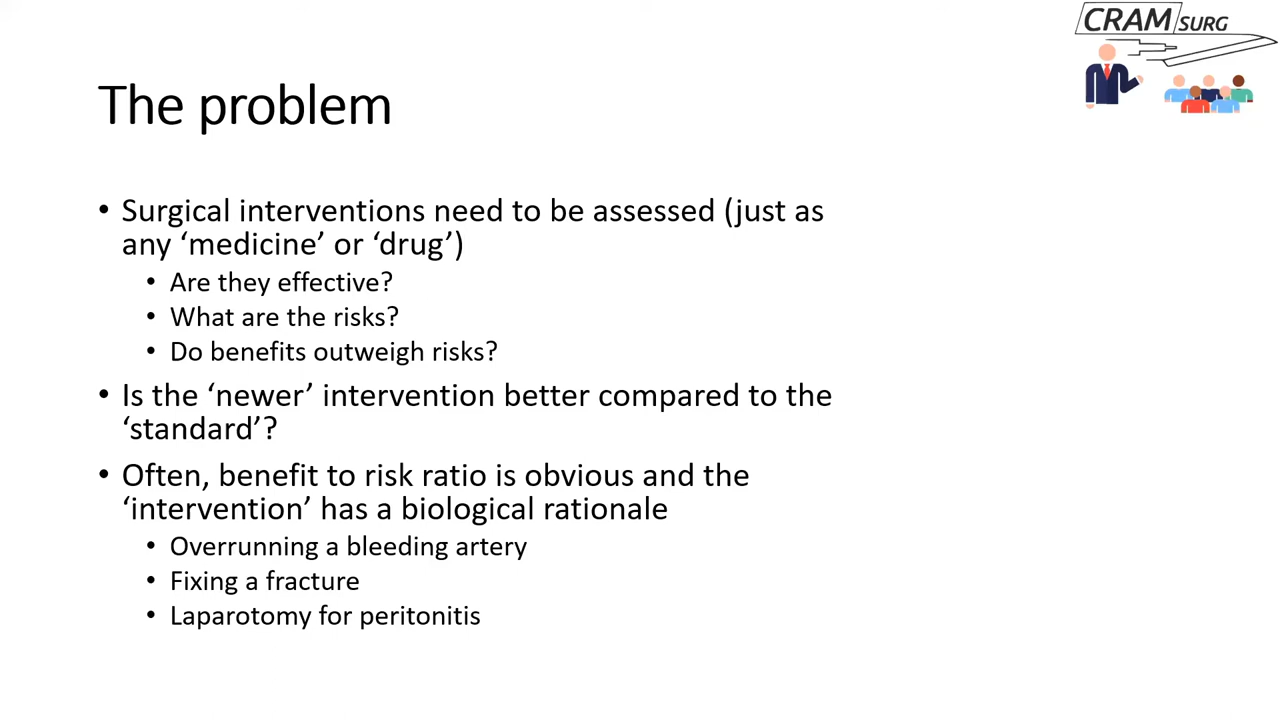 CRAM SURG
The problem
• Surgical interventions need to be assessed (just as
any ‘medicine’ or ‘drug’)
• Are they effective?
• What are the risks?
• Do benefits outweigh risks?
• Is the ‘newer’ intervention better compared to the
‘standard’?
• Often, benefit to risk ratio is obvious and the
‘intervention’ has a biological rationale
• Overrunning a bleeding artery
• Fixing a fracture
• Laparotomy for peritonitis